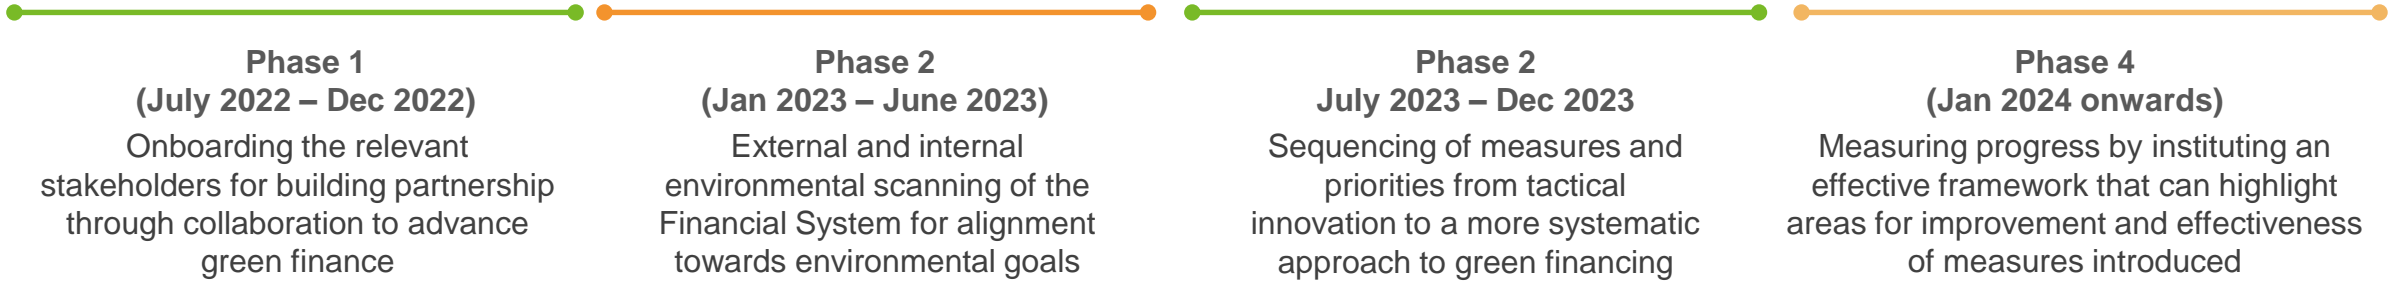 Phase 1
(July 2022 – Dec 2022)
Onboarding the relevant
stakeholders for building partnership
through collaboration to advance
green finance
Phase 2
(Jan 2023 – June 2023)
External and internal
environmental scanning of the
Financial System for alignment
towards environmental goals
Phase 2
July 2023 – Dec 2023
Sequencing of measures and
priorities from tactical
innovation to a more systematic
approach to green financing
Phase 4
(Jan 2024 onwards)
Measuring progress by instituting an
effective framework that can highlight
areas for improvement and effectiveness
of measures introduced